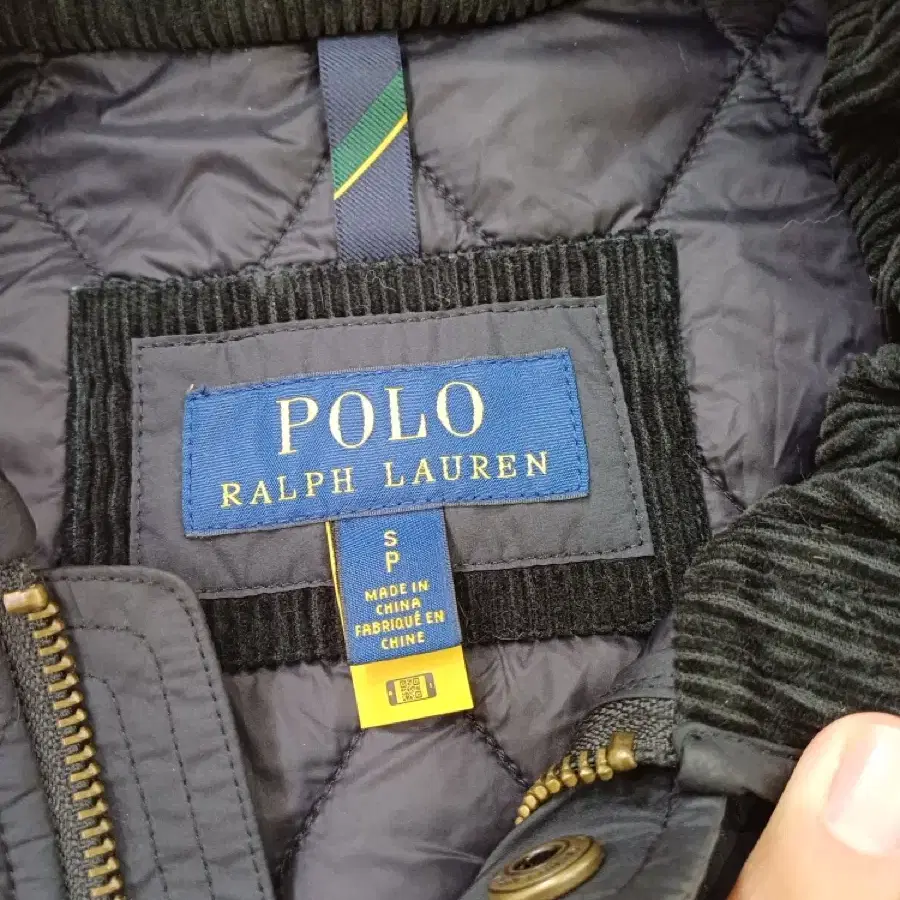 POLO
RALPH LAUREN
S
P
MADE IN
CHINA
FABRIQUÉ EN
CHINE